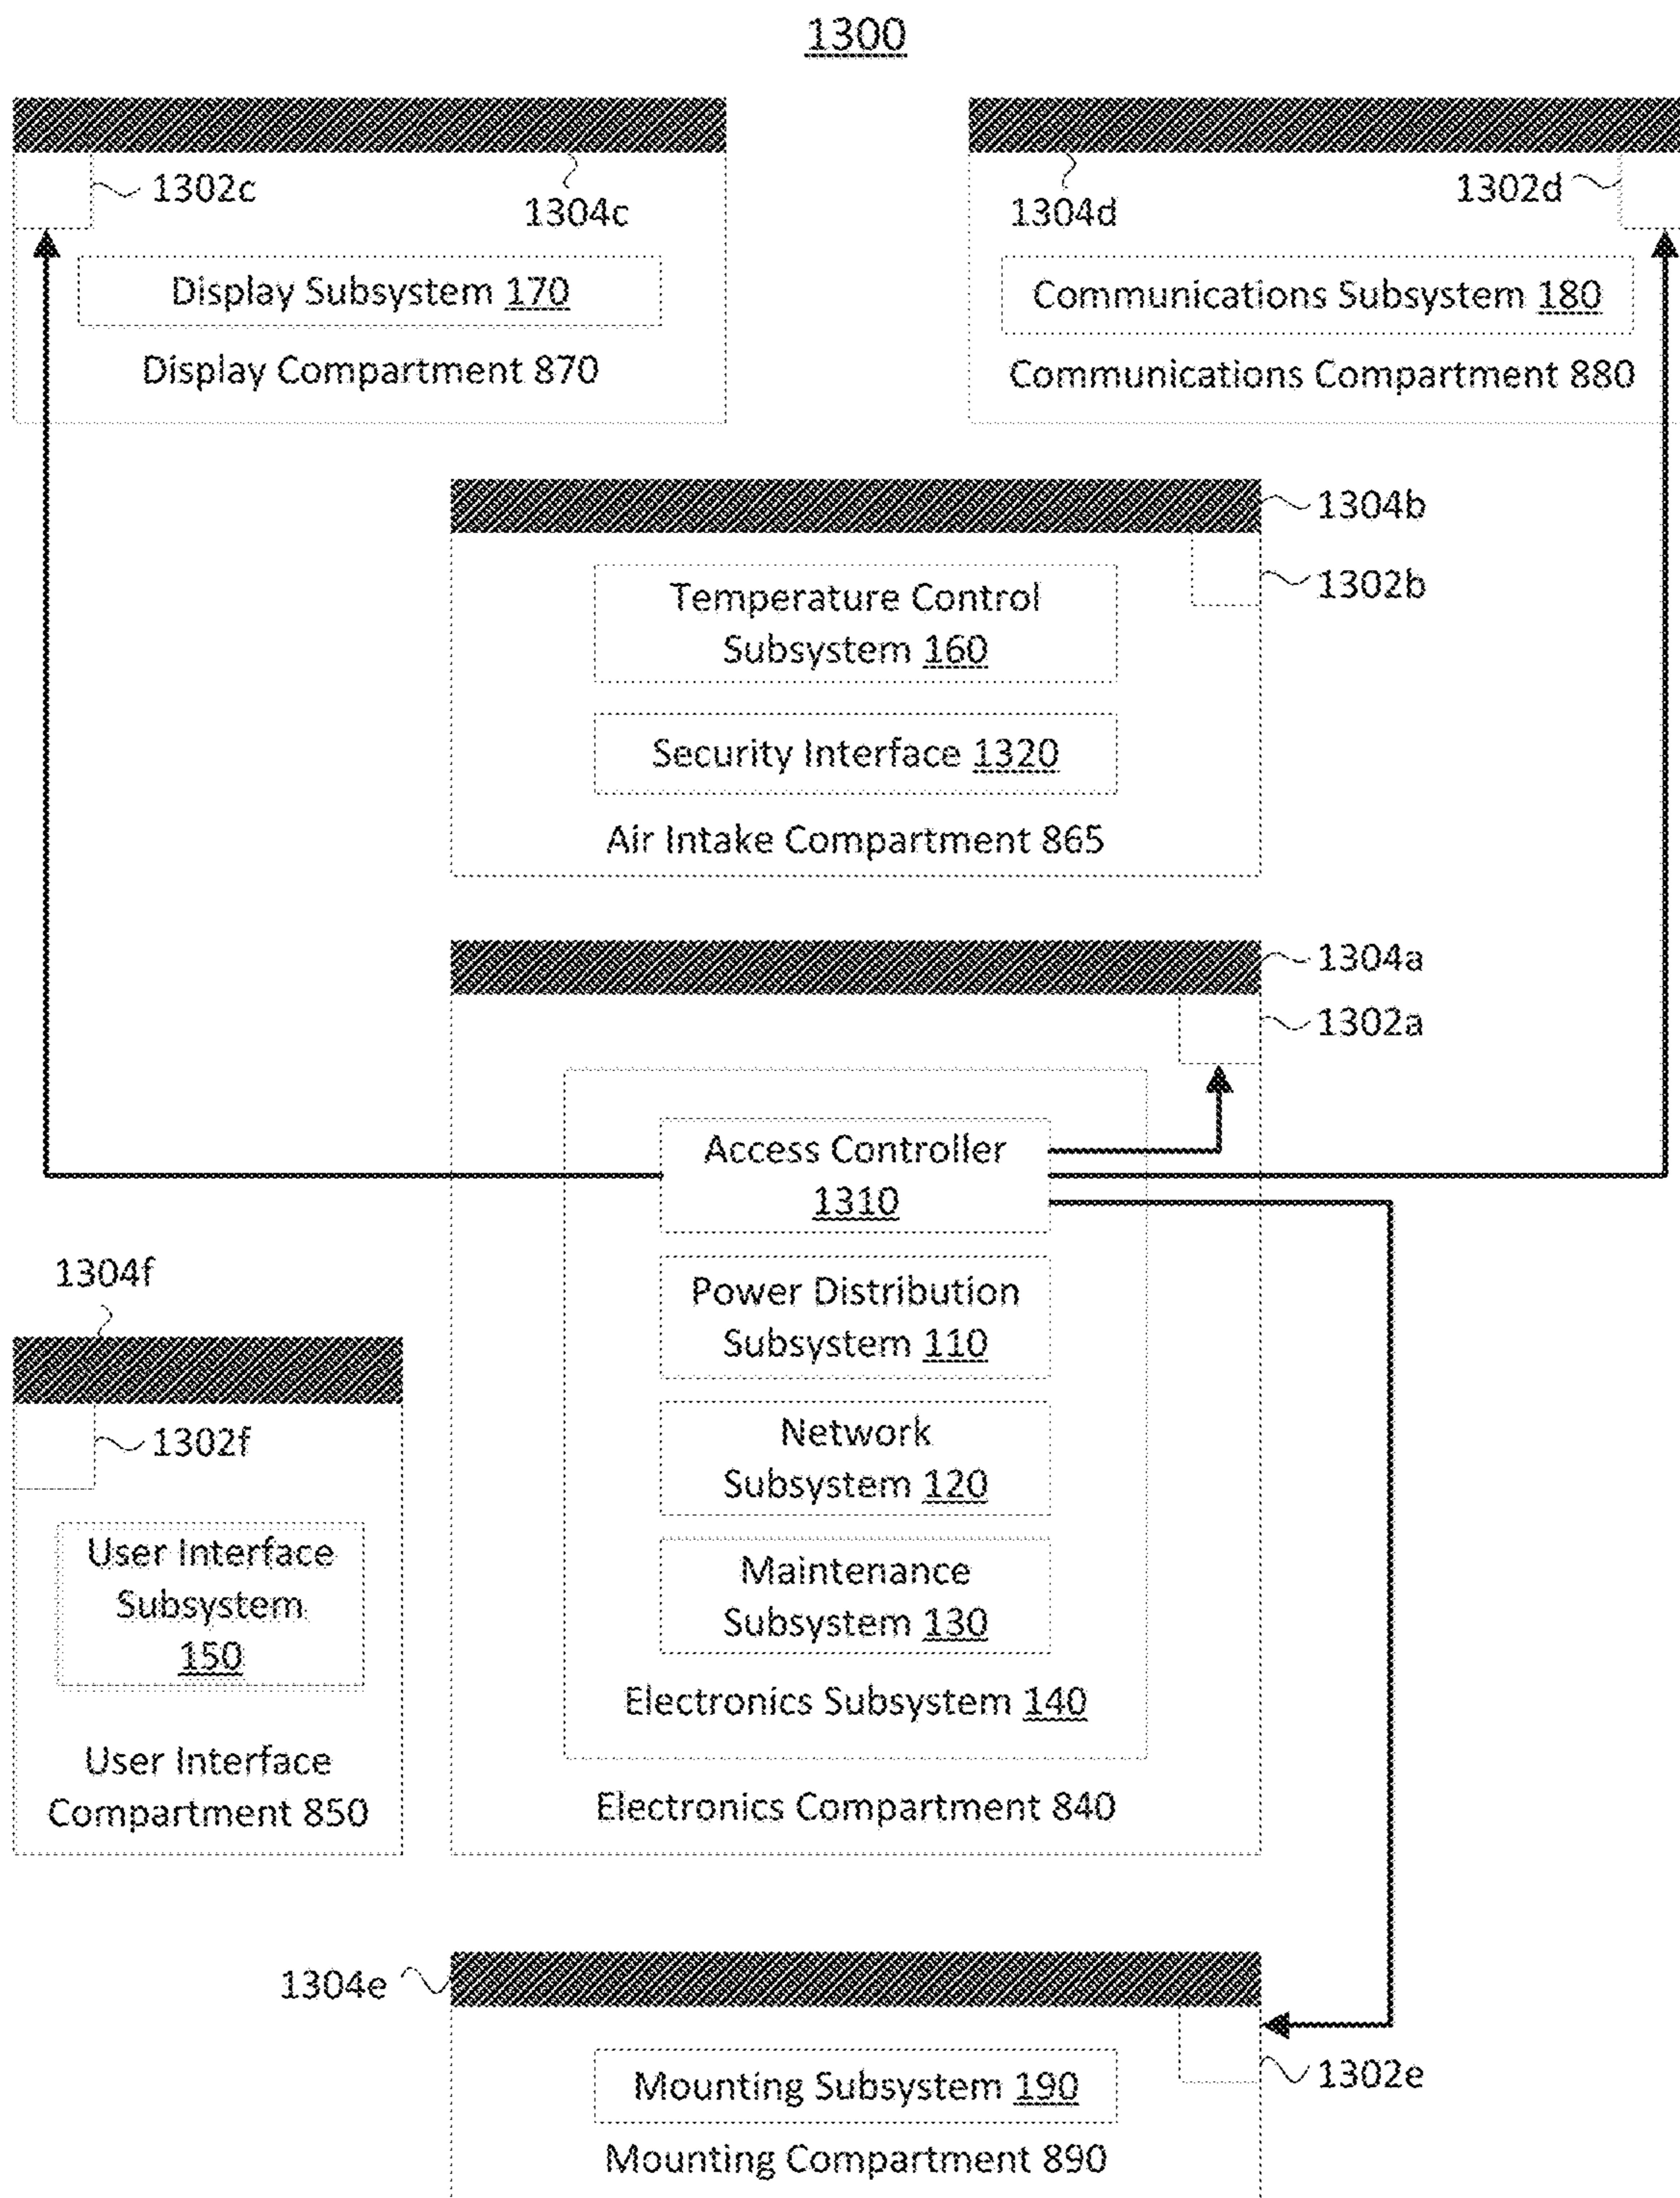 1300
1302c
1304c
Display Subsystem 170
Display Compartment 870
1304d
1302d
Communications Subsystem 180
Communications Compartment 880
1304b
1302b
Temperature Control
Subsystem 160
Security Interface 1320
Air Intake Compartment 865
1304a
1302a
Access Controller
1310
Power Distribution
Subsystem 110
Network
Subsystem 120
Maintenance
Subsystem 130
Electronics Subsystem 140
Electronics Compartment 840
1304f
1302f
User Interface
Subsystem
150
User Interface
Compartment 850
1304e
1302e
Mounting Subsystem 190
Mounting Compartment 890